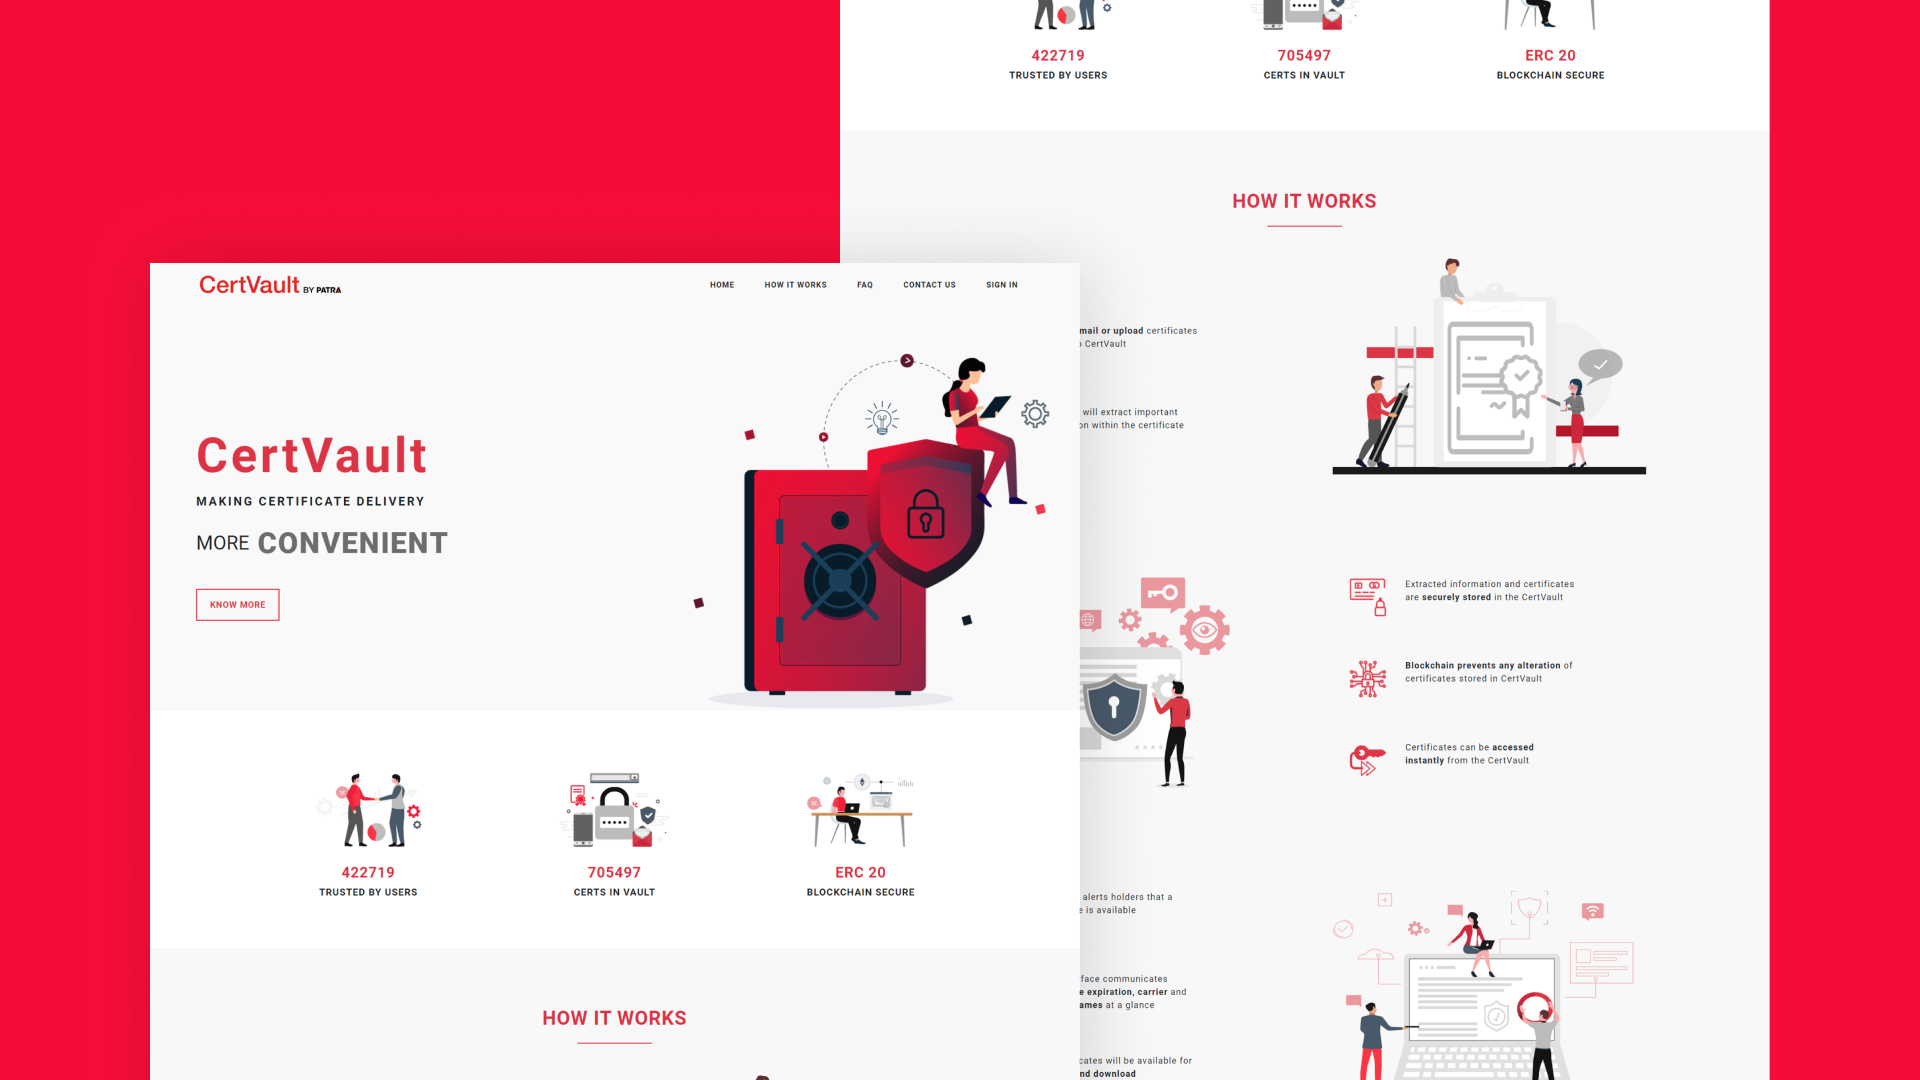 422719
TRUSTED BY USERS
705497
CERTS IN VAULT
ERC 20
BLOCKCHAIN SECURE
HOW IT WORKS
mail or upload certificates
CertVault
will extract important
on within the certificate
Extracted information and certificates
are securely stored in the CertVault
Blockchain prevents any alteration of
certificates stored in CertVault
Certificates can be accessed
instantly from the CertVault
alerts holders that a
e is available
face communicates
e expiration, carrier and
ames at a glance
cates will be available for
nd download
CertVault BY PATRA
HOME
HOW IT WORKS
FAQ
CONTACT US
SIGN IN
CertVault
MAKING CERTIFICATE DELIVERY
MORE CONVENIENT
KNOW MORE
422719
TRUSTED BY USERS
705497
CERTS IN VAULT
ERC 20
BLOCKCHAIN SECURE
HOW IT WORKS